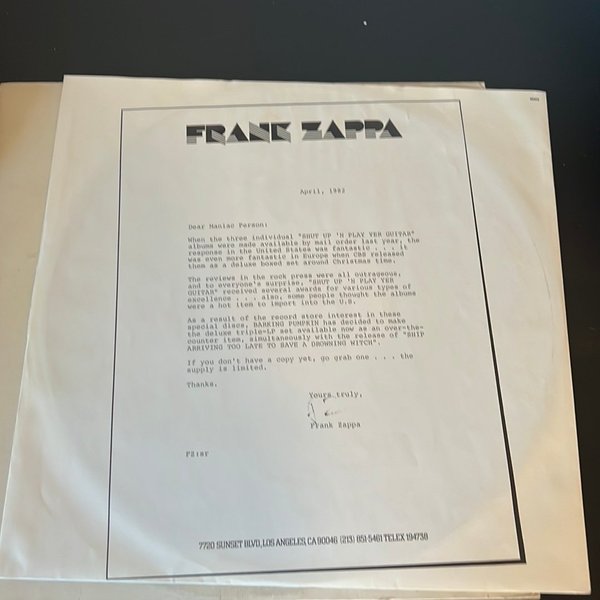 FRANK ZAPPA
April, 1982
Dear Maniac Person:
When the three individual "SHUT UP 'N PLAY YER GUITAR"
albums were made available by mail order last year, the
response in the United States was fantastic . . . it
was even more fantastic in Europe when CBS released
them as a deluxe boxed set around Christmas time.
The reviews in the rock press were all outrageous,
and to everyone's surprise, "SHUT UP 'N PLAY YER
GUITAR" received several awards for various types of
excellence . . . also, some people thought the albums
were a hot item to import into the U.S.
As a result of the record store interest in these
special discs, BARKING PUMPKIN has decided to make
the deluxe triple-LP set available now as an over-the-
counter item, simultaneously with the release of "SHIP
ARRIVING TOO LATE TO SAVE A DROWNING WITCH".
If you don't have a copy yet, go grab one . . . the
supply is limited.
Thanks.
Yours truly,
Frank Zappa
FZ:sr
7720 SUNSET BLVD, LOS ANGELES, CA 90046 (213) 851-5461 TELEX 194738